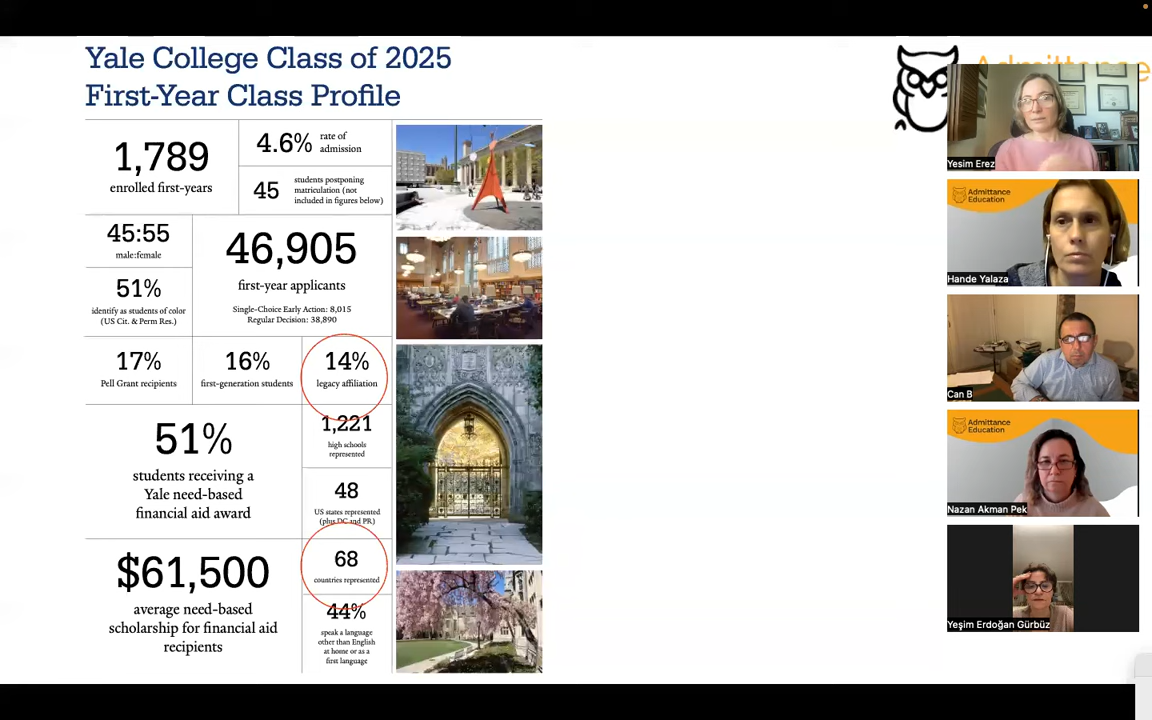 Yale College Class of 2025
First-Year Class Profile
1,789
enrolled first-years
4.6%
rate of
admission
45
students postponing
matriculation (not
included in figures below)
45:55
male:female
51%
identify as students of color
(US Cit. & Perm Res.)
46,905
first-year applicants
Single-Choice Early Action: 8,015
Regular Decision: 38,890
17%
Pell Grant recipients
16%
first-generation students
14%
legacy affiliation
51%
students receiving a
Yale need-based
financial aid award
1,221
high schools
represented
48
US states represented
(plus DC and PR)
$61,500
average need-based
scholarship for financial aid
recipients
68
countries represented
44%
speak a language
other than English
at home or as a
first language
Admittance
Yesim Erez
Admittance
Education
Hande Yalaza
Can B
Admittance
Education
Nazan Akman Pek
Yeşim Erdoğan Gürbüz